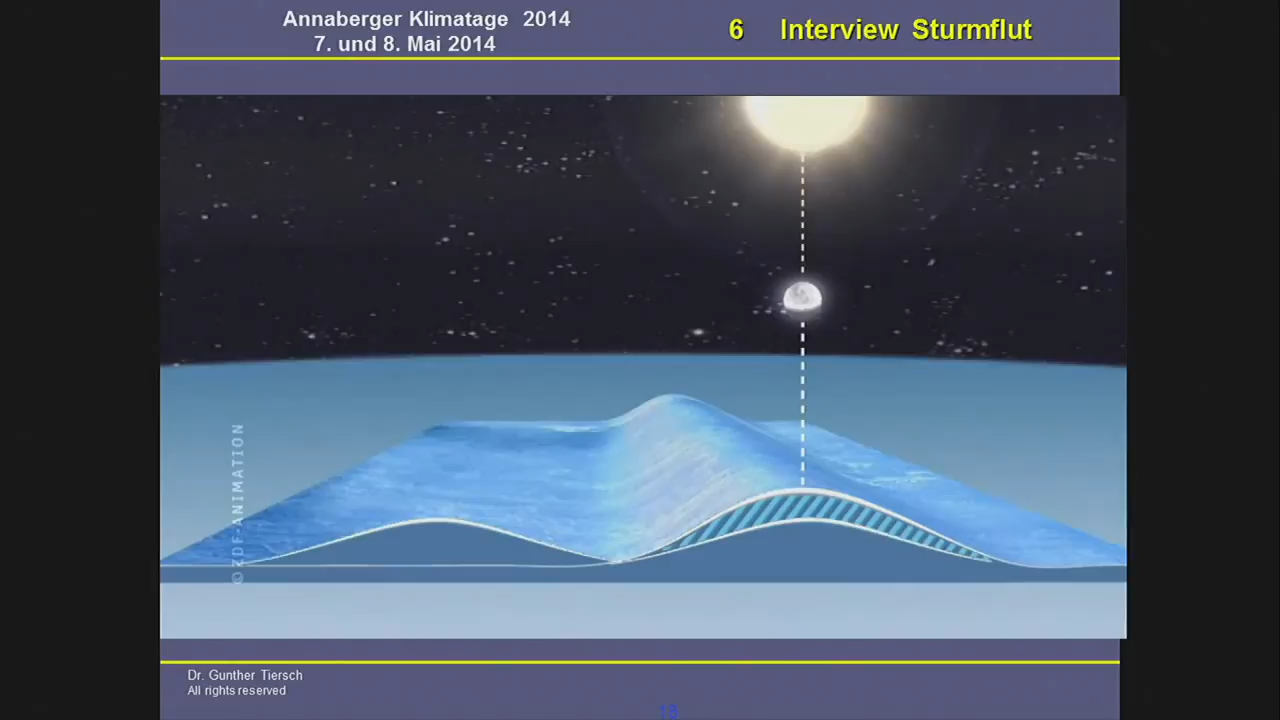 Annaberger Klimatage 2014
7. und 8. Mai 2014
6 Interview Sturmflut
© ZDF-ANIMATION
Dr. Gunther Tiersch
All rights reserved
18